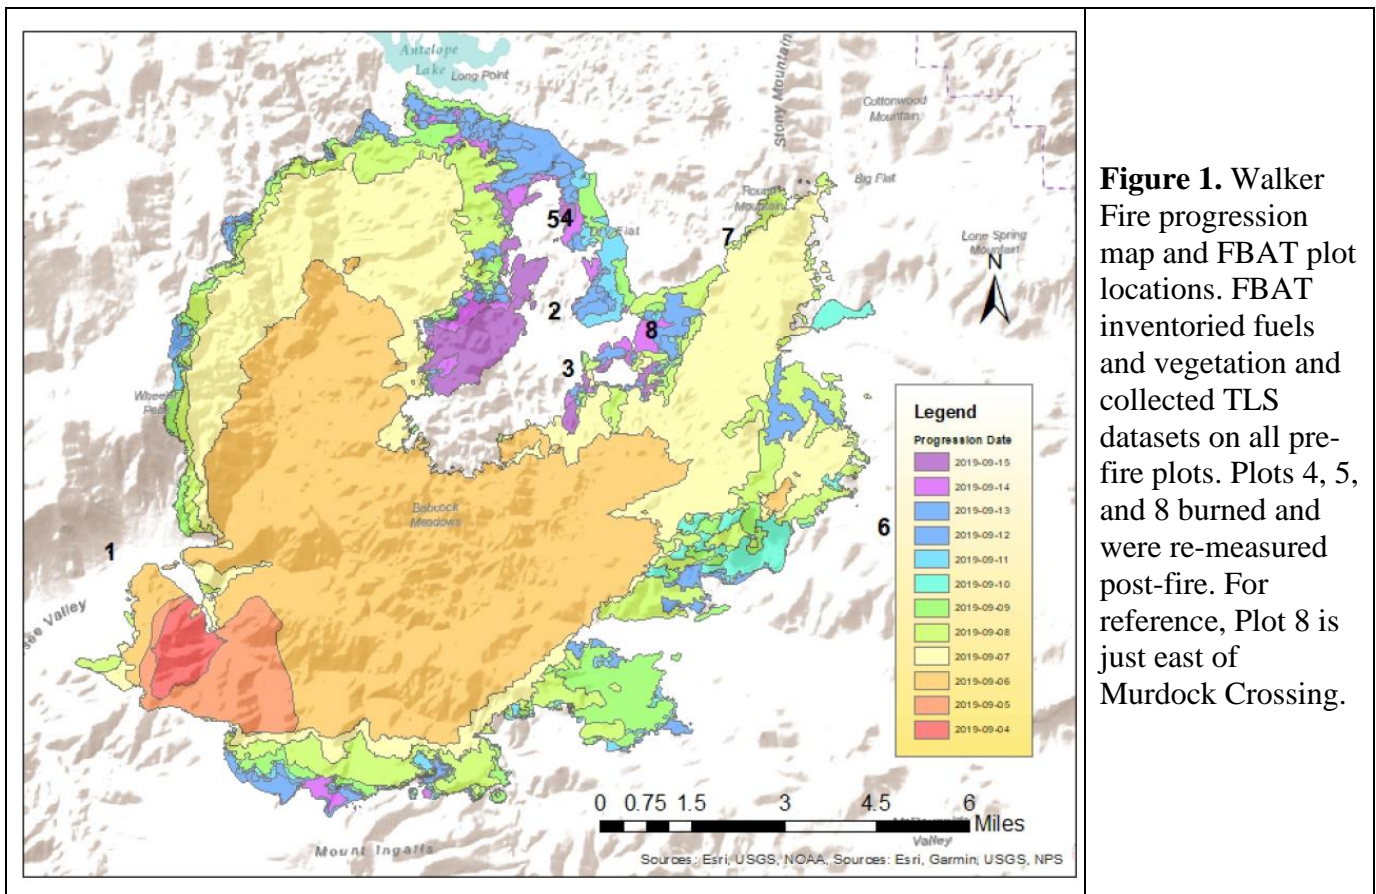 Antelope
Lake
Long Point
Stony Mountain
Cottonwood
Mountain
Big Flat
Round
Mountain
54
Dry Flat
7
Lone Spring
Mountain
N
2
8
3
Wheeler
Peak
Babcock
Meadows
6
1
Valley
Legend
Progression Date
2019-09-15
2019-09-14
2019-09-13
2019-09-12
2019-09-11
2019-09-10
2019-09-09
2019-09-08
2019-09-07
2019-09-06
2019-09-05
2019-09-04
0 0.75 1.5 3 4.5 6
Miles
Valley
Mount Ingalls
Sources: Esri, USGS, NOAA, Sources: Esri, Garmin, USGS, NPS
Figure 1. Walker
Fire progression
map and FBAT plot
locations. FBAT
inventoried fuels
and vegetation and
collected TLS
datasets on all pre-
fire plots. Plots 4, 5,
and 8 burned and
were re-measured
post-fire. For
reference, Plot 8 is
just east of
Murdock Crossing.